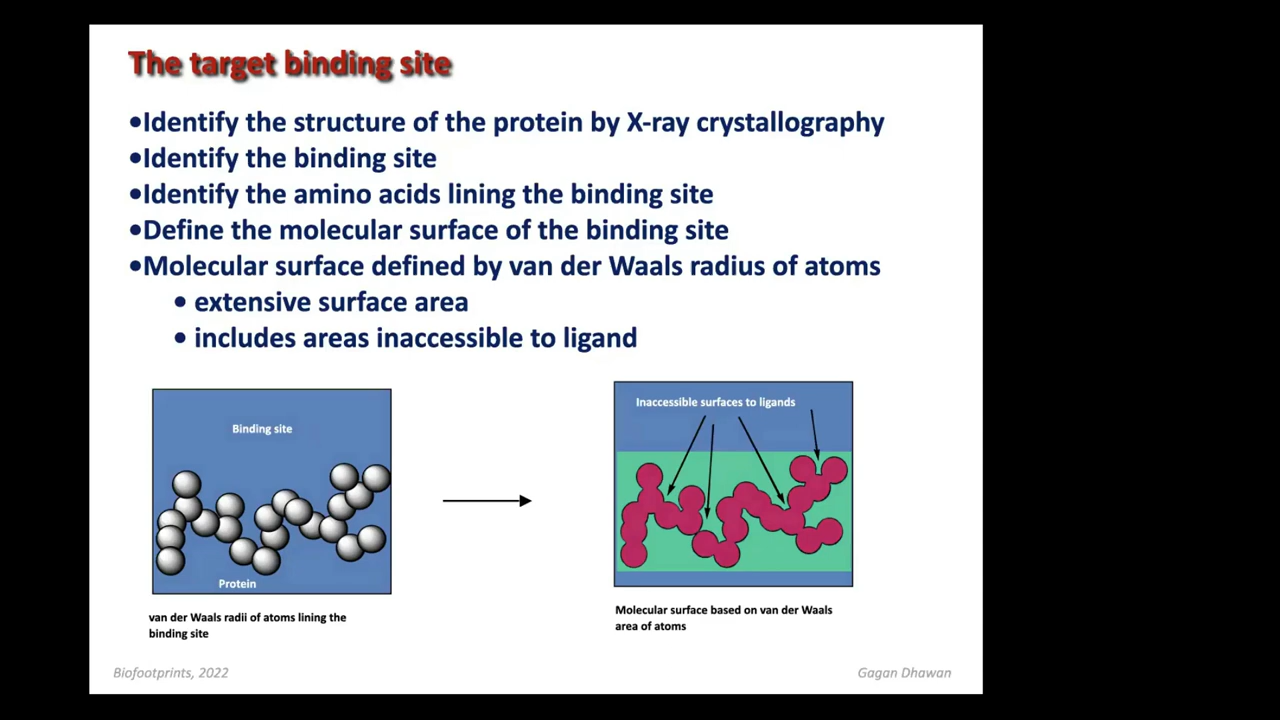 The target binding site
•Identify the structure of the protein by X-ray crystallography
•Identify the binding site
•Identify the amino acids lining the binding site
•Define the molecular surface of the binding site
•Molecular surface defined by van der Waals radius of atoms
• extensive surface area
• includes areas inaccessible to ligand
Binding site
Protein
van der Waals radii of atoms lining the
binding site
Inaccessible surfaces to ligands
Molecular surface based on van der Waals
area of atoms
Biofootprints, 2022
Gagan Dhawan